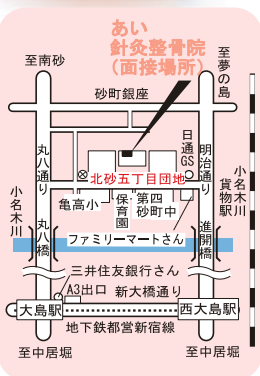 あい
針灸整骨院
(面接場所)
至南砂
至夢の島
砂町銀座
丸八通り
日通GS
明治通り
小名木川
貨物駅
北砂五丁目団地
亀高小
保育園
第四
砂町中
小名木川
丸八橋
進開橋
ファミリーマートさん
三井住友銀行さん
A3出口
新大橋通り
大島駅
西大島駅
地下鉄都営新宿線
至中居堀
至中居堀